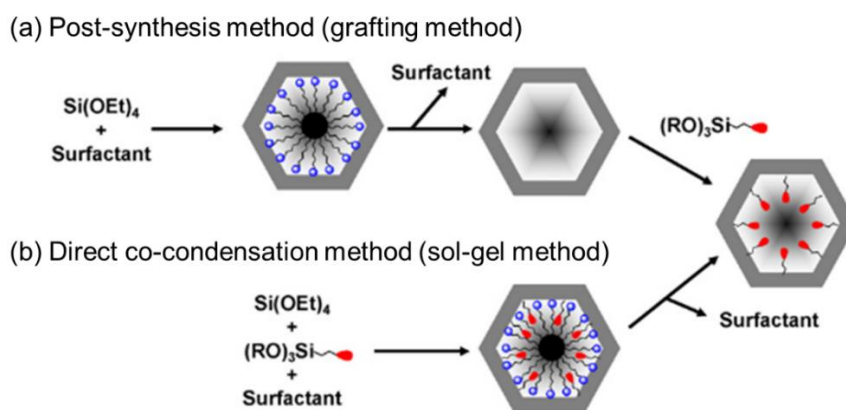 (a) Post-synthesis method (grafting method)
Surfactant
Si(OEt)₄
+
Surfactant
(RO)₃Si
(b) Direct co-condensation method (sol-gel method)
Si(OEt)₄
+
(RO)₃Si
+
Surfactant
Surfactant